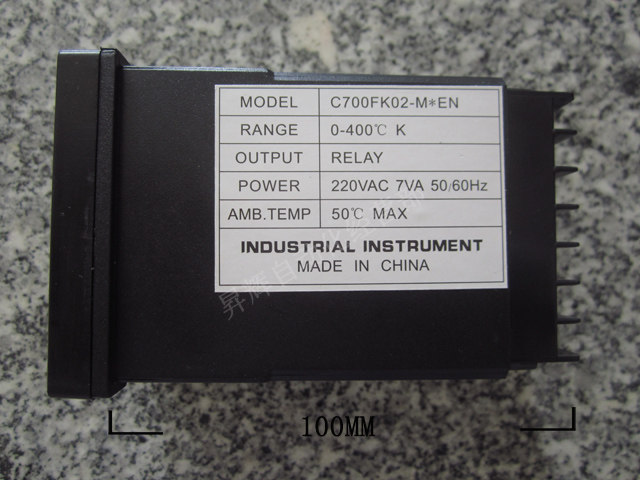 MODEL C700FK02-M*EN
RANGE 0-400℃ K
OUTPUT RELAY
POWER 220VAC 7VA 50/60Hz
AMB.TEMP 50℃ MAX
INDUSTRIAL INSTRUMENT
MADE IN CHINA
100MM